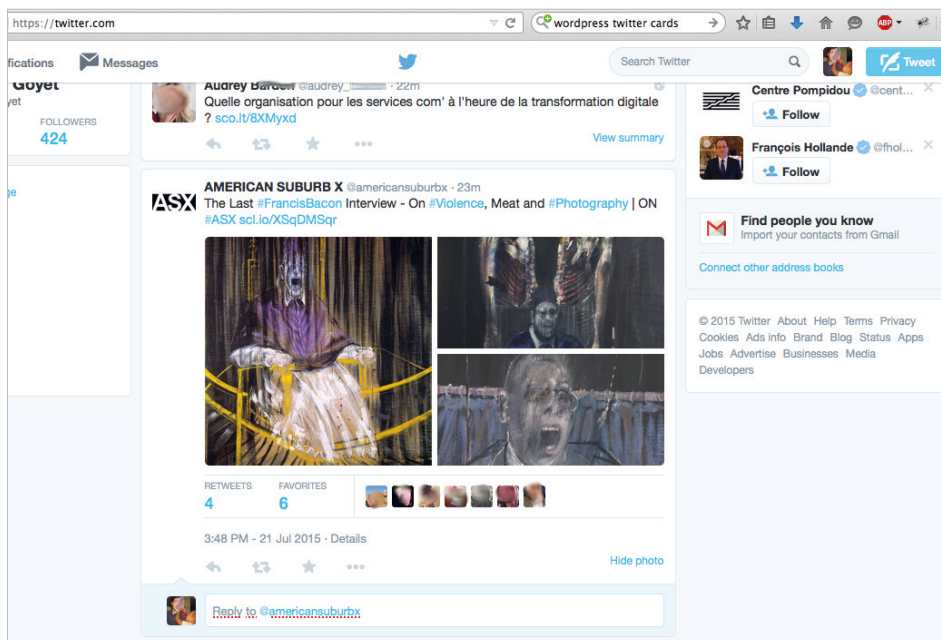 https://twitter.com
wordpress twitter cards
ABP
fications
Messages
Search Twitter
Tweet
Goyet
yet
FOLLOWERS
424
ge
Audrey @audrey_ · 22m
Quelle organisation pour les services com' à l'heure de la transformation digitale
? sco.lt/8XMyxd
View summary
ASX
AMERICAN SUBURB X @americansuburbx · 23m
The Last #FrancisBacon Interview - On #Violence, Meat and #Photography | ON
#ASX scl.io/XSqDMSqr
RETWEETS
FAVORITES
4
6
3:48 PM - 21 Jul 2015 · Details
Hide photo
Reply to @americansuburbx
Centre Pompidou @cent...
Follow
François Hollande @fhol...
Follow
Find people you know
Import your contacts from Gmail
Connect other address books
© 2015 Twitter About Help Terms Privacy
Cookies Ads info Brand Blog Status Apps
Jobs Advertise Businesses Media
Developers